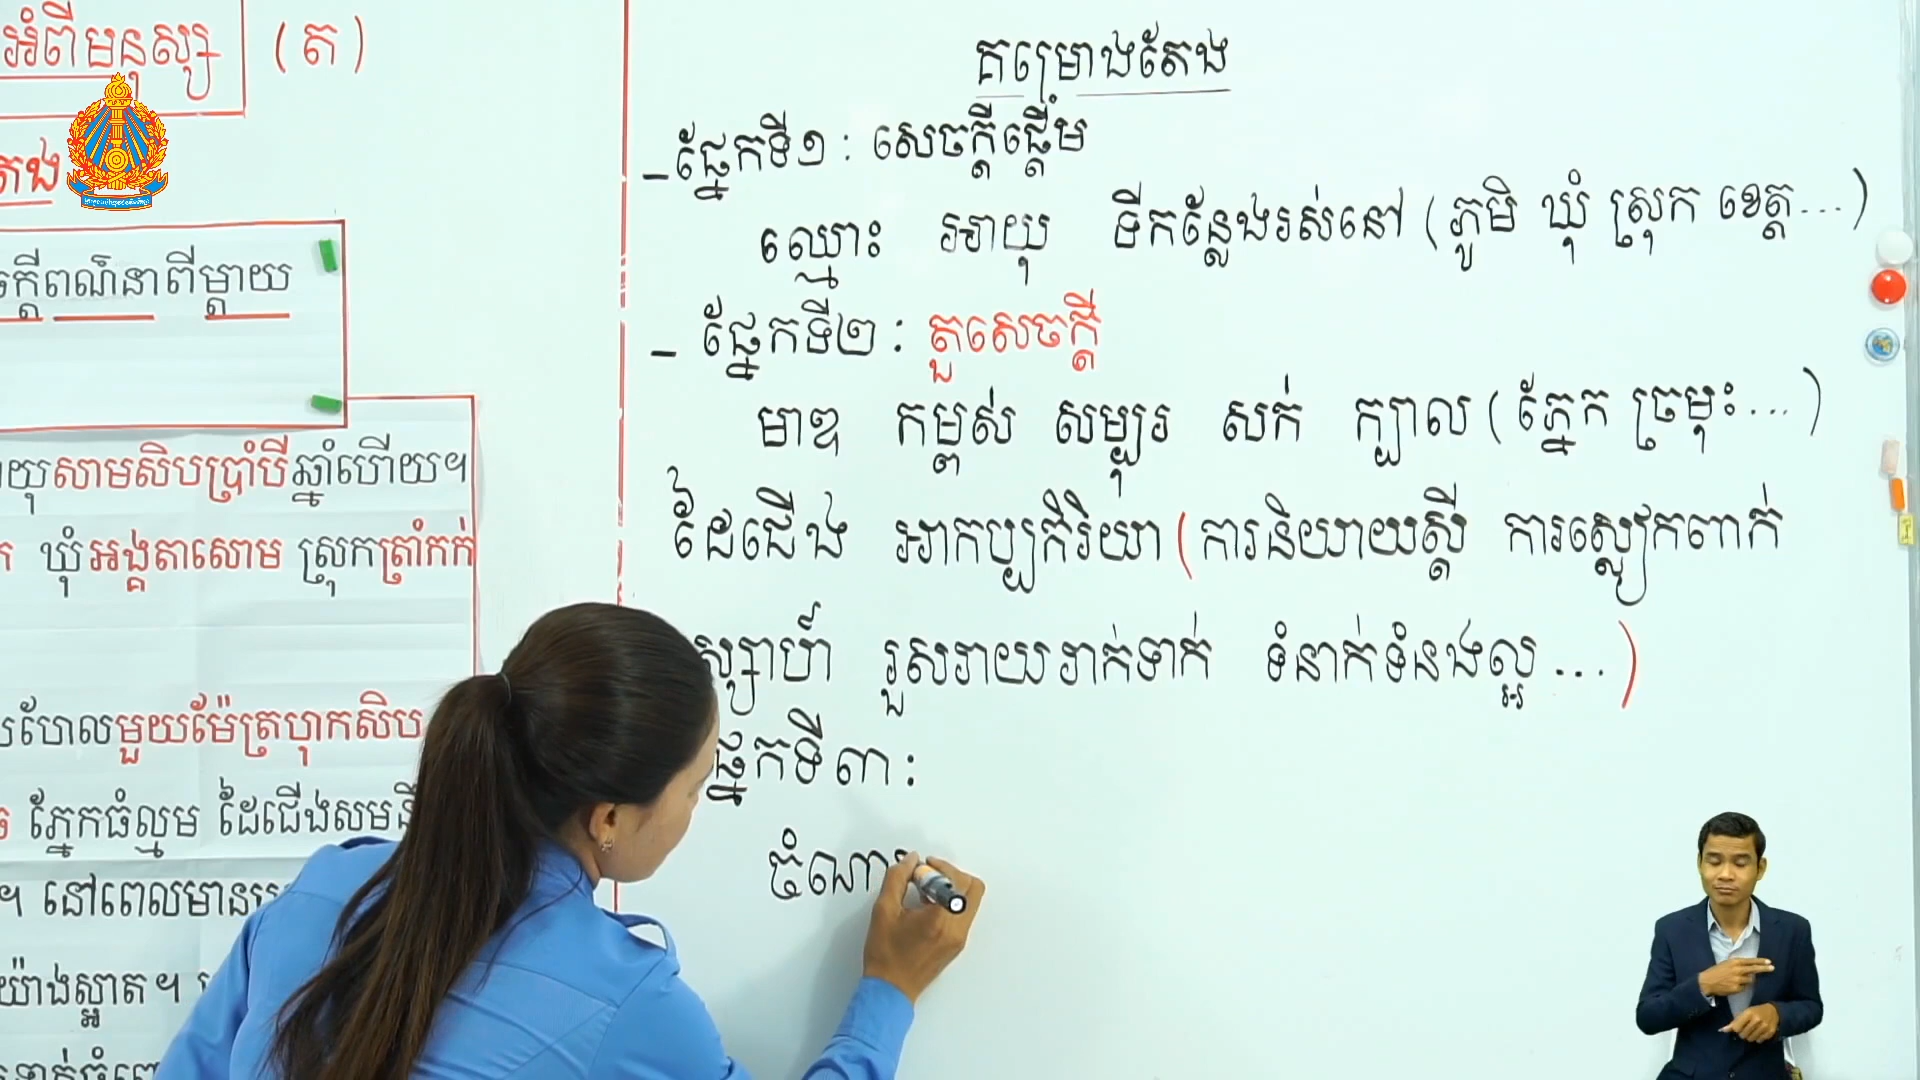 អំពីមនុស្ស (ត)
តែង
ក្តីពណ៌នាពីម្តាយ
យុសាមសិបប្រាំបីឆ្នាំហើយ។
ឃុំអង្គតាសោម ស្រុកត្រាំកក់
ហែលមួយម៉ែត្រហុកសិប
ភ្នែកធំល្មម ដៃជើងសម
។ នៅពេលមាន
យ៉ាងស្អាត។
គម្រោងតែង
-ផ្នែកទី១: សេចក្តីផ្តើម
ឈ្មោះ អាយុ ទីកន្លែងរស់នៅ (ភូមិ ឃុំ ស្រុក ខេត្ត...)
- ផ្នែកទី២: តួសេចក្តី
មាឌ កម្ពស់ សម្បុរ សក់ ក្បាល (ភ្នែក ច្រមុះ...)
ដៃជើង អាកប្បកិរិយា (ការនិយាយស្តី ការស្លៀកពាក់
ស្សាហ៍ រួសរាយរាក់ទាក់ ទំនាក់ទំនងល្អ...)
ផ្នែកទី៣:
ចំណា